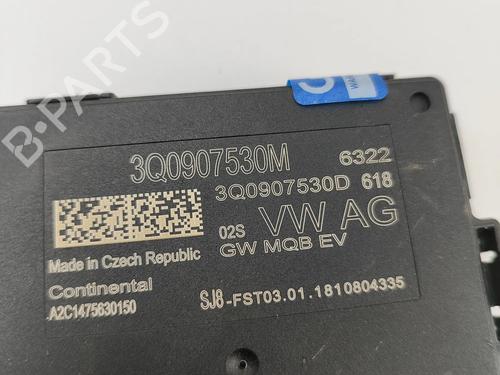 B-PARTS
3Q0907530M 6322
3Q0907530D 618
02S VW AG
GW MQB EV
Made in Czech Republic
Continental
A2C1475630150
SJ8-FST03.01.1810804335